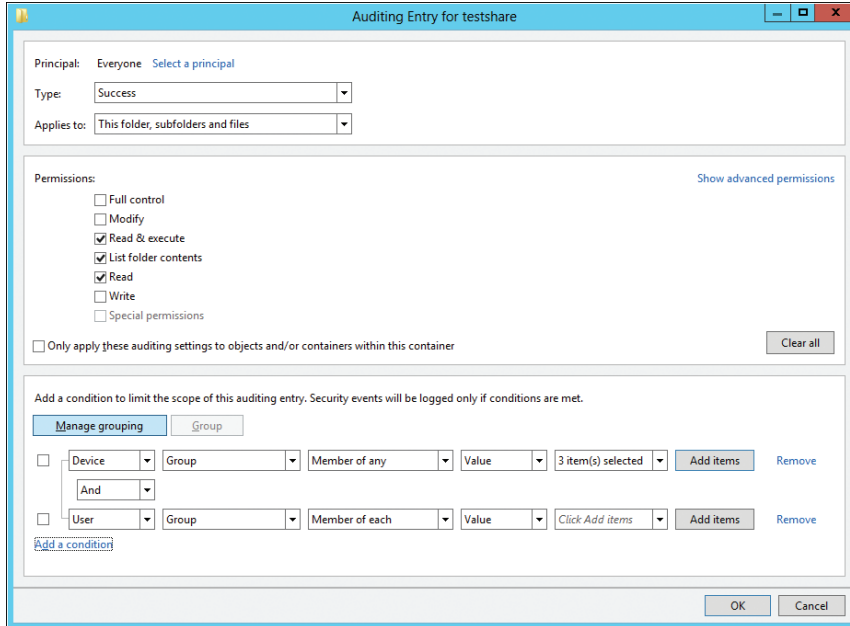 Auditing Entry for testshare
Principal: Everyone Select a principal
Type: Success
Applies to: This folder, subfolders and files
Permissions: Show advanced permissions
Full control
Modify
Read & execute
List folder contents
Read
Write
Special permissions
Only apply these auditing settings to objects and/or containers within this container Clear all
Add a condition to limit the scope of this auditing entry. Security events will be logged only if conditions are met.
Manage grouping Group
Device Group Member of any Value 3 item(s) selected Add items Remove
And
User Group Member of each Value Click Add items Add items Remove
Add a condition
OK Cancel